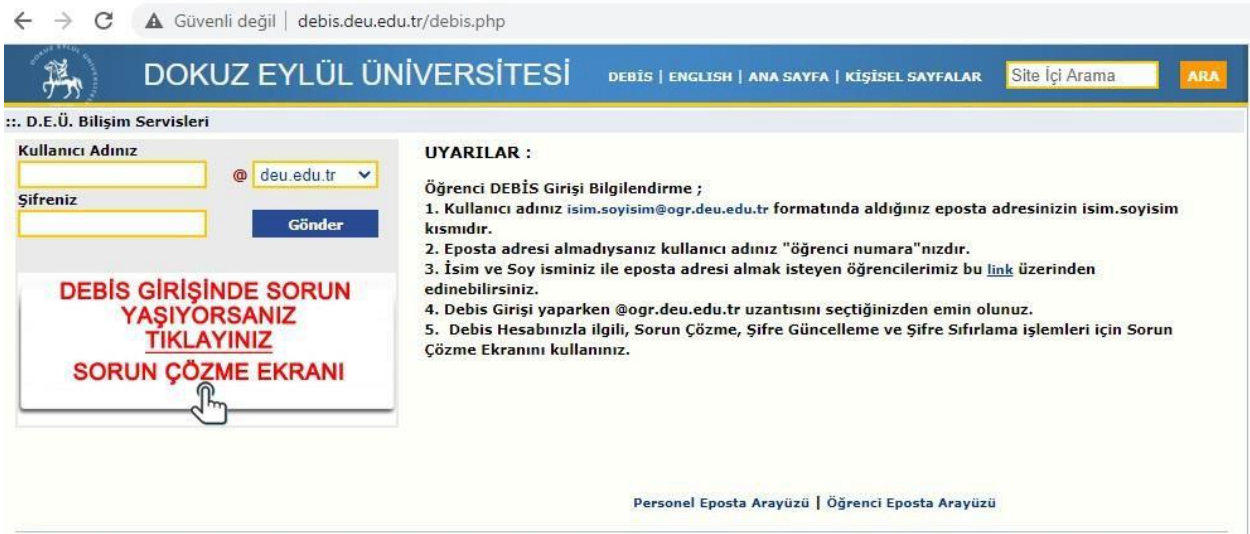 Güvenli değil | debis.deu.edu.tr/debis.php
DOKUZ EYLÜL ÜNİVERSİTESİ
DEBİS | ENGLISH | ANA SAYFA | KİŞİSEL SAYFALAR
Site İçi Arama
ARA
::. D.E.Ü. Bilişim Servisleri
Kullanıcı Adınız
@ deu.edu.tr
Şifreniz
Gönder
DEBİS GİRİŞİNDE SORUN
YAŞIYORSANIZ
TIKLAYINIZ
SORUN ÇÖZME EKRANI
UYARILAR :
Öğrenci DEBİS Girişi Bilgilendirme ;
1. Kullanıcı adınız isim.soyisim@ogr.deu.edu.tr formatında aldığınız eposta adresinizin isim.soyisim
kısmıdır.
2. Eposta adresi almadıysanız kullanıcı adınız "öğrenci numara"nızdır.
3. İsim ve Soy isminiz ile eposta adresi almak isteyen öğrencilerimiz bu link üzerinden
edinebilirsiniz.
4. Debis Girişi yaparken @ogr.deu.edu.tr uzantısını seçtiğinizden emin olunuz.
5. Debis Hesabınızla ilgili, Sorun Çözme, Şifre Güncelleme ve Şifre Sıfırlama işlemleri için Sorun
Çözme Ekranını kullanınız.
Personel Eposta Arayüzü | Öğrenci Eposta Arayüzü